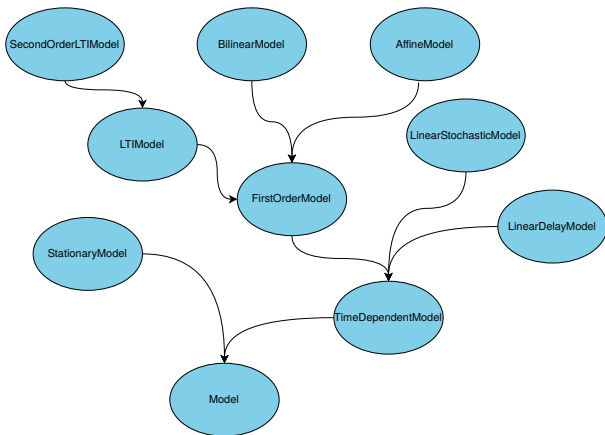 SecondOrderLTIModel
BilinearModel
AffineModel
LTIModel
LinearStochasticModel
FirstOrderModel
StationaryModel
LinearDelayModel
TimeDependentModel
Model